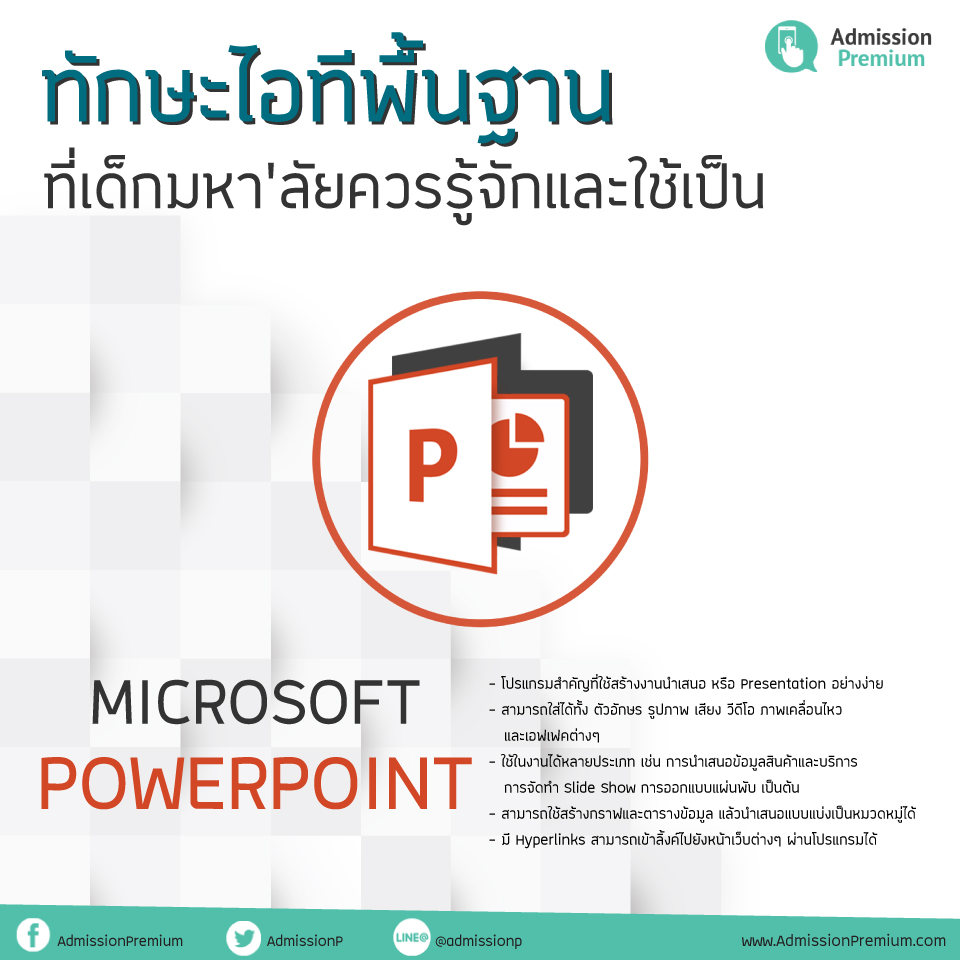 Admission
Premium
ทักษะไอทีพื้นฐาน
ที่เด็กมหา'ลัยควรรู้จักและใช้เป็น
P
MICROSOFT
POWERPOINT
- โปรแกรมสำคัญที่ใช้สร้างงานนำเสนอ หรือ Presentation อย่างง่าย
- สามารถใส่ได้ทั้ง ตัวอักษร รูปภาพ เสียง วีดีโอ ภาพเคลื่อนไหว
และเอฟเฟคต่างๆ
- ใช้ในงานได้หลายประเภท เช่น การนำเสนอข้อมูลสินค้าและบริการ
การจัดทำ Slide Show การออกแบบแผ่นพับ เป็นต้น
- สามารถใช้สร้างกราฟและตารางข้อมูล แล้วนำเสนอแบบแบ่งเป็นหมวดหมู่ได้
- มี Hyperlinks สามารถเข้าลิ้งค์ไปยังหน้าเว็บต่างๆ ผ่านโปรแกรมได้
f AdmissionPremium AdmissionP LINE@ @admissionp www.AdmissionPremium.com